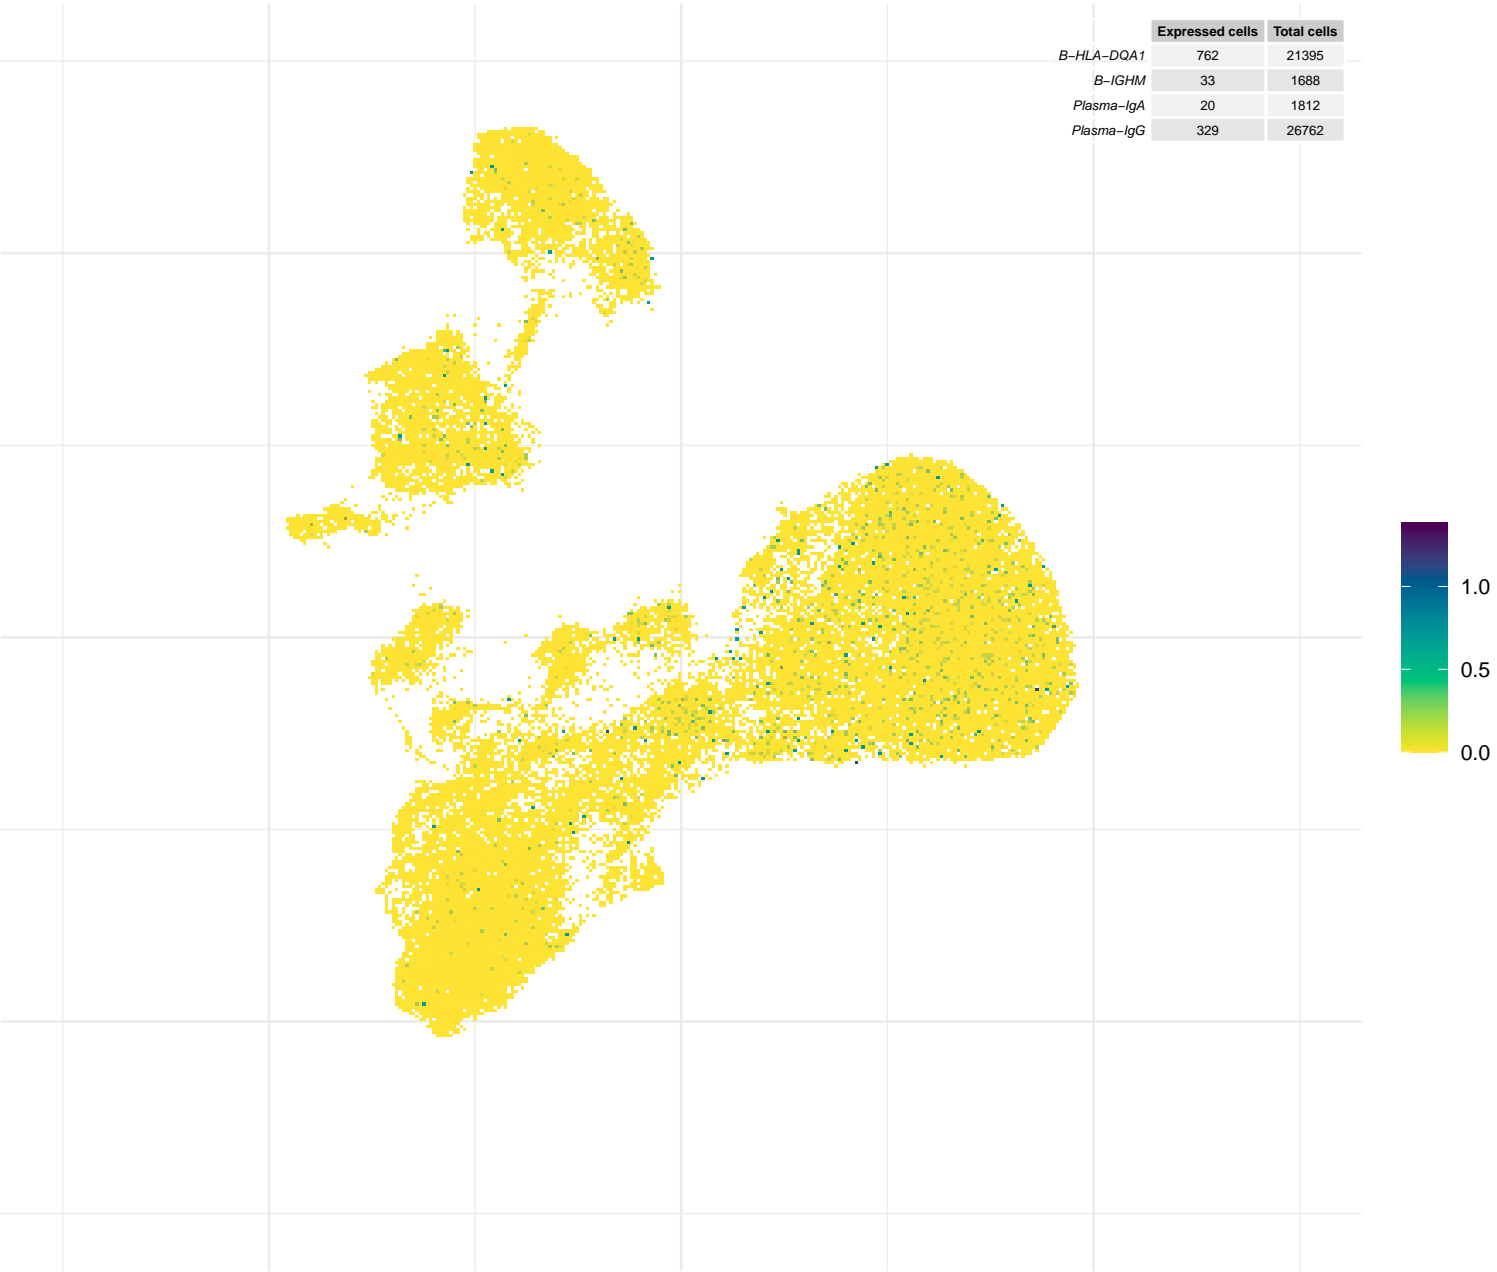 Expressed cells Total cells
B−HLA−DQA1 762 21395
B−IGHM 33 1688
Plasma−IgA 20 1812
Plasma−IgG 329 26762
1.0
0.5
0.0